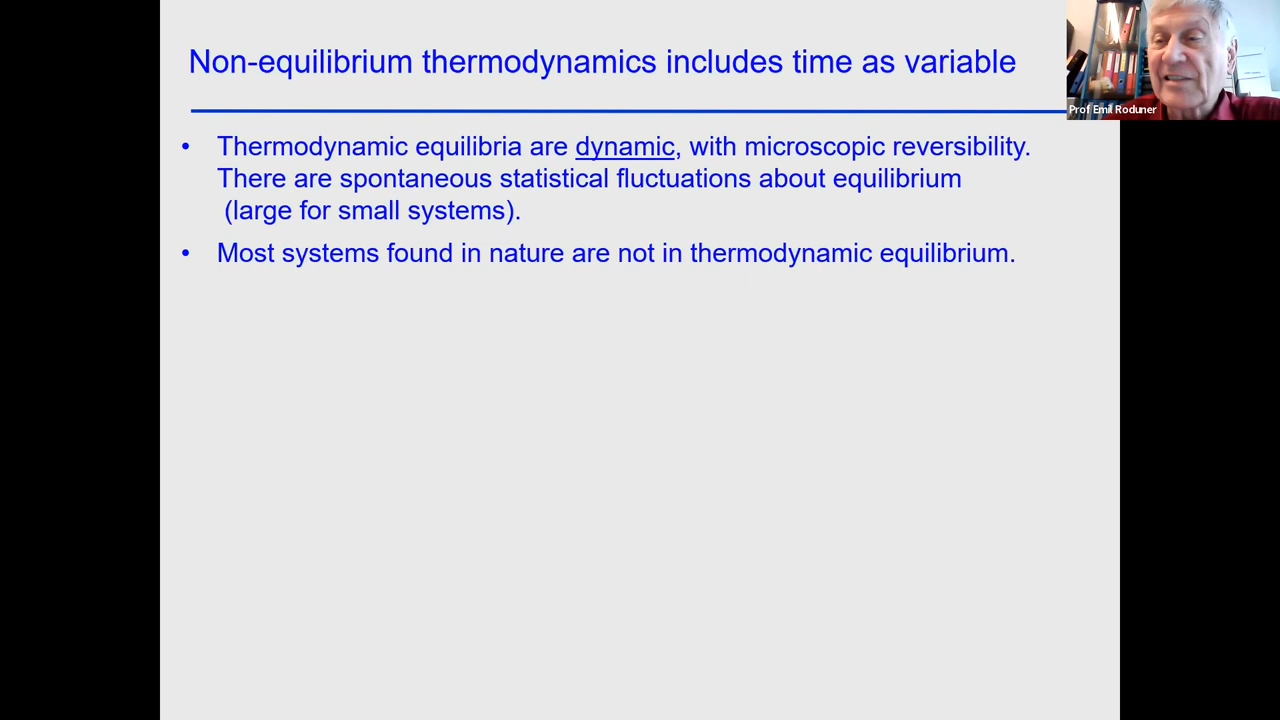 Non-equilibrium thermodynamics includes time as variable
Prof Emil Roduner
• Thermodynamic equilibria are dynamic, with microscopic reversibility.
There are spontaneous statistical fluctuations about equilibrium
(large for small systems).
• Most systems found in nature are not in thermodynamic equilibrium.